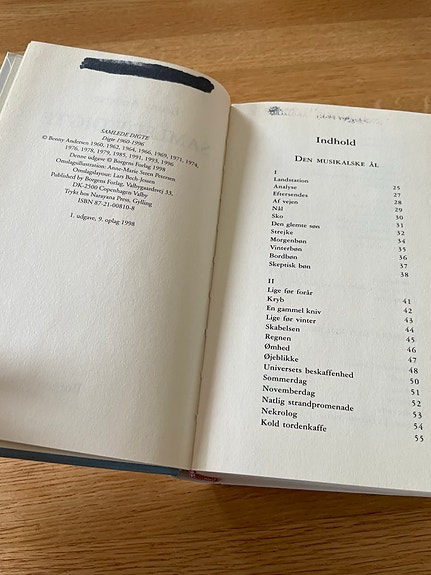 SAMLEDE DIGTE
Digte 1960-1996
© Benny Andersen 1960, 1962, 1964, 1966, 1969, 1971, 1974,
1976, 1978, 1979, 1985, 1991, 1993, 1996
Denne udgave © Borgens Forlag 1998
Omslagsillustration: Anne-Marie Steen Petersen
Omslagslayout: Lars Bech-Jessen
Published by Borgens Forlag, Valbygaardsvej 33,
DK-2500 Copenhagen Valby
Trykt hos Narayana Press, Gylling
ISBN 87-21-00810-8
1. udgave, 9. oplag 1998
Indhold
DEN MUSIKALSKE ÅL
I
Landstation 25
Analyse 27
Eftersendes 28
Af vejen 29
Nål 30
Sko 31
Den glemte søn 32
Strejke 34
Morgenbøn 35
Vinterbøn 36
Bordbøn 37
Skeptisk bøn 38
II
Lige før forår 41
Kryb 42
En gammel kniv 43
Lige før vinter 44
Skabelsen 45
Regnen 46
Ømhed 47
Øjeblikke 48
Universets beskaffenhed 50
Sommerdag 51
Novemberdag 52
Natlig strandpromenade 53
Nekrolog 54
Kold tordenkaffe 55